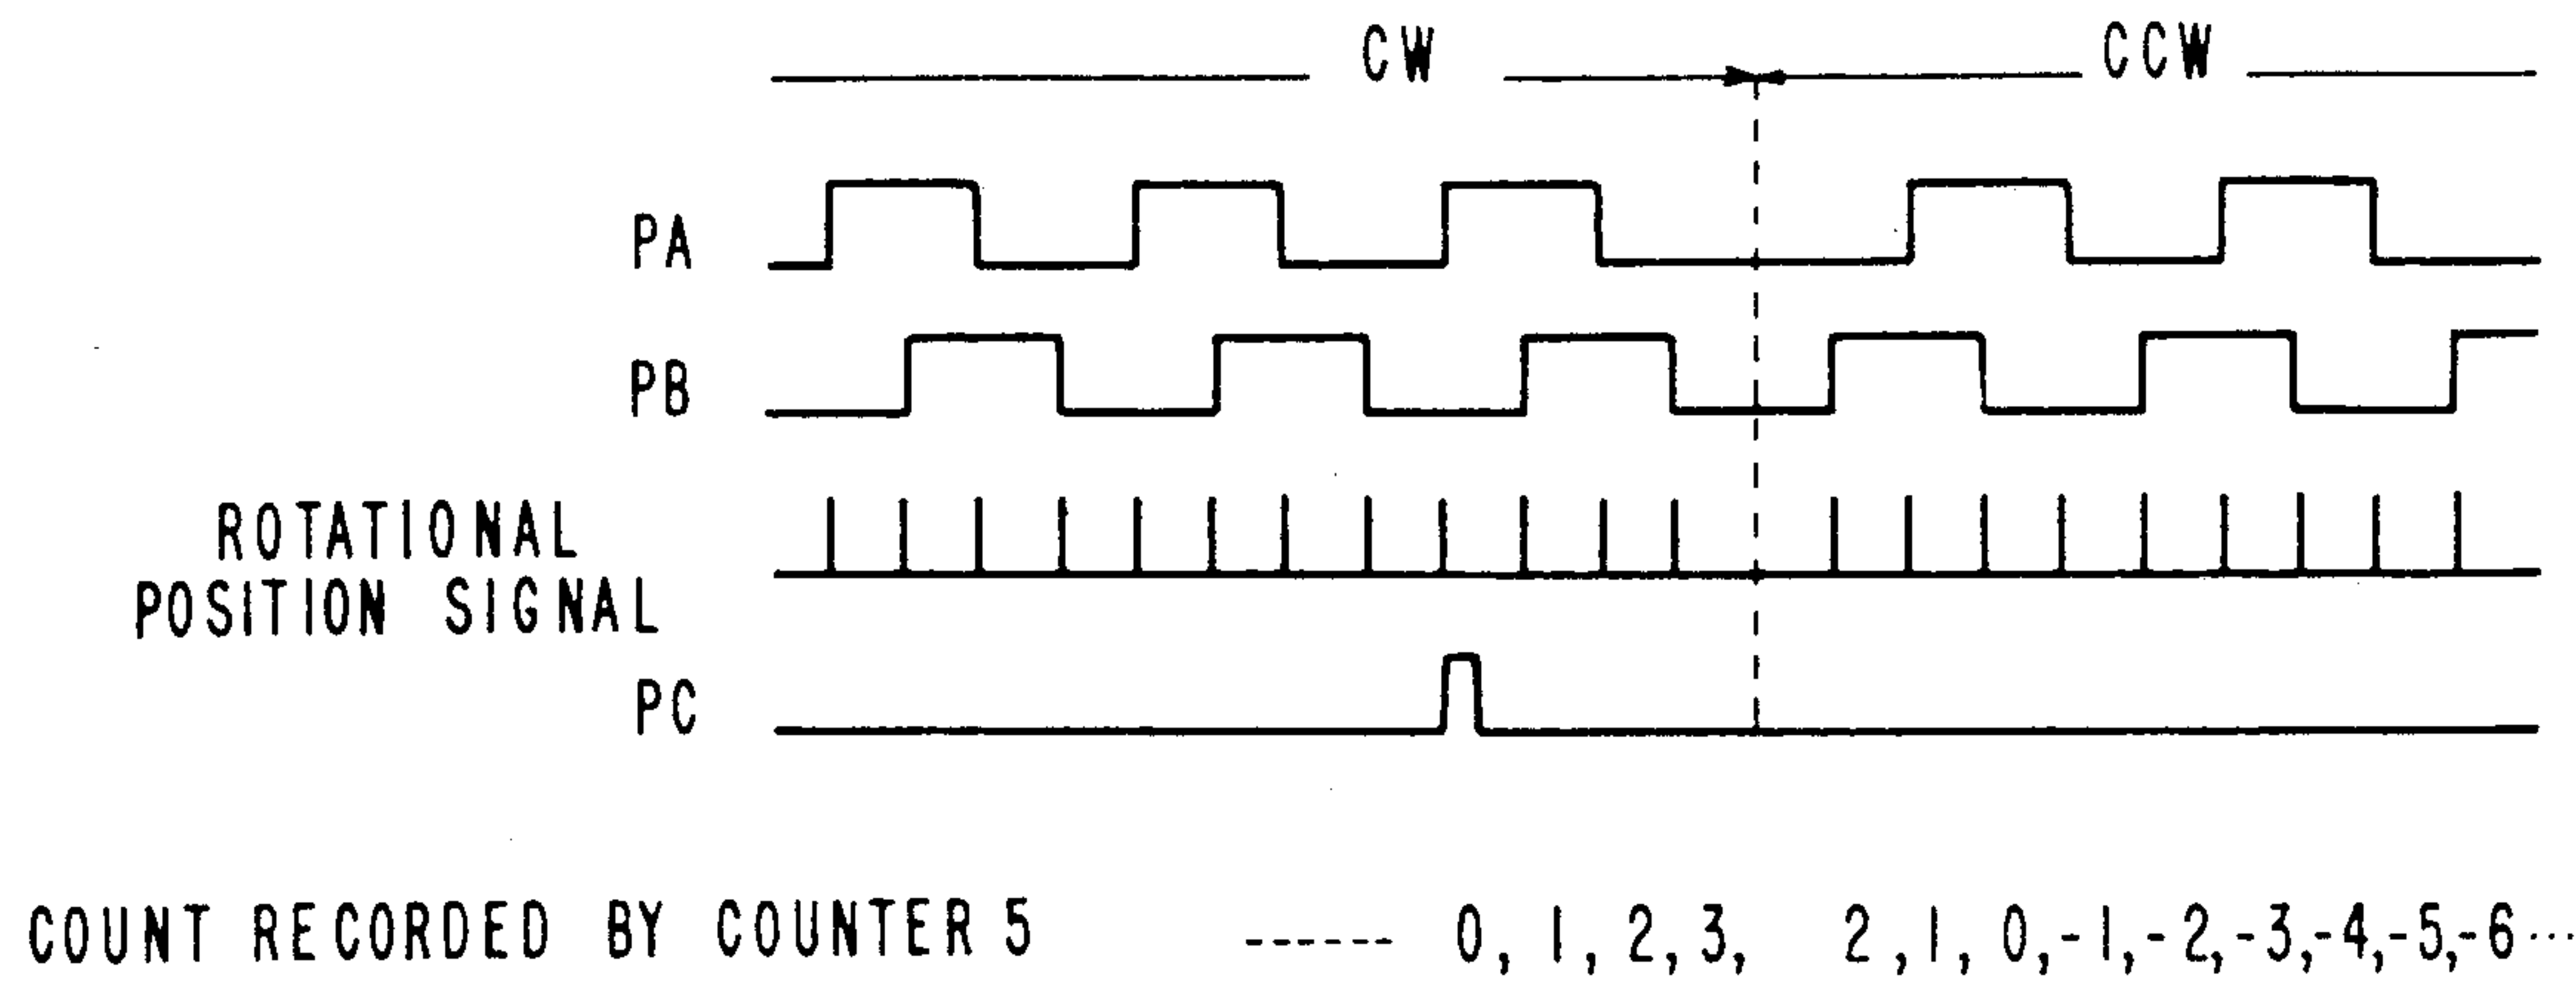 CW CCW
PA
PB
ROTATIONAL
POSITION SIGNAL
PC
COUNT RECORDED BY COUNTER 5 ------ 0, 1, 2, 3, 2, 1, 0, -1, -2, -3, -4, -5, -6 ...